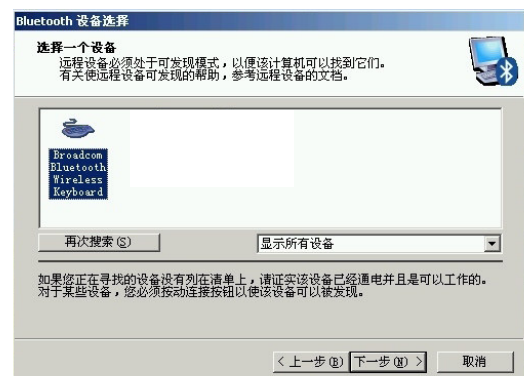 Bluetooth 设备选择
选择一个设备
远程设备必须处于可发现模式，以便该计算机可以找到它们。
有关使远程设备可发现的帮助，参考远程设备的文档。
Broadcom
Bluetooth
Wireless
Keyboard
再次搜索(S)
显示所有设备
如果您正在寻找的设备没有列在清单上，请证实该设备已经通电并且是可以工作的。
对于某些设备，您必须按动连接按钮以使该设备可以被发现。
< 上一步(B)
下一步(N) >
取消